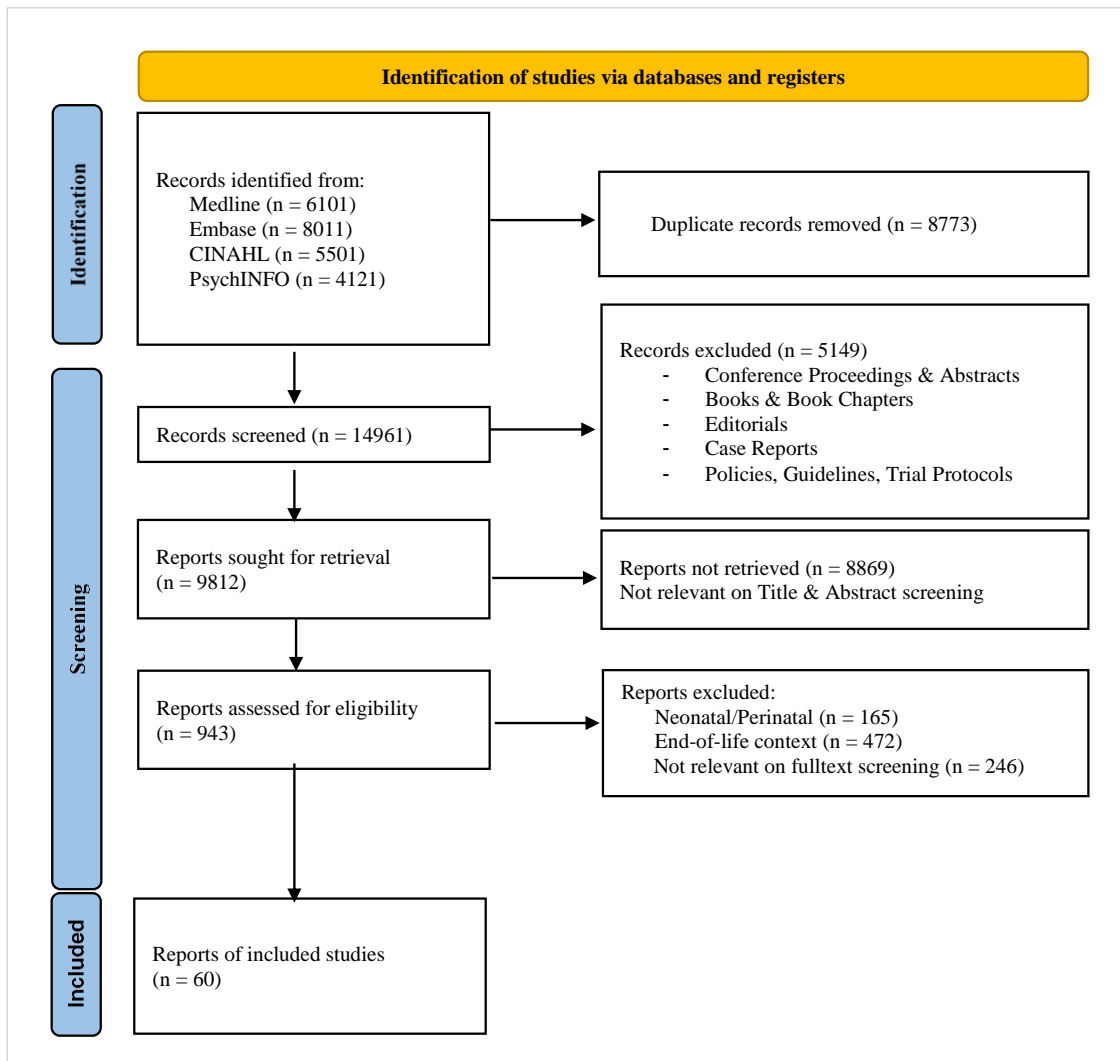 Identification of studies via databases and registers
Identification
Records identified from:
Medline (n = 6101)
Embase (n = 8011)
CINAHL (n = 5501)
PsychINFO (n = 4121)
Duplicate records removed (n = 8773)
Screening
Records screened (n = 14961)
Records excluded (n = 5149)
- Conference Proceedings & Abstracts
- Books & Book Chapters
- Editorials
- Case Reports
- Policies, Guidelines, Trial Protocols
Reports sought for retrieval
(n = 9812)
Reports not retrieved (n = 8869)
Not relevant on Title & Abstract screening
Reports assessed for eligibility
(n = 943)
Reports excluded:
Neonatal/Perinatal (n = 165)
End-of-life context (n = 472)
Not relevant on fulltext screening (n = 246)
Included
Reports of included studies
(n = 60)